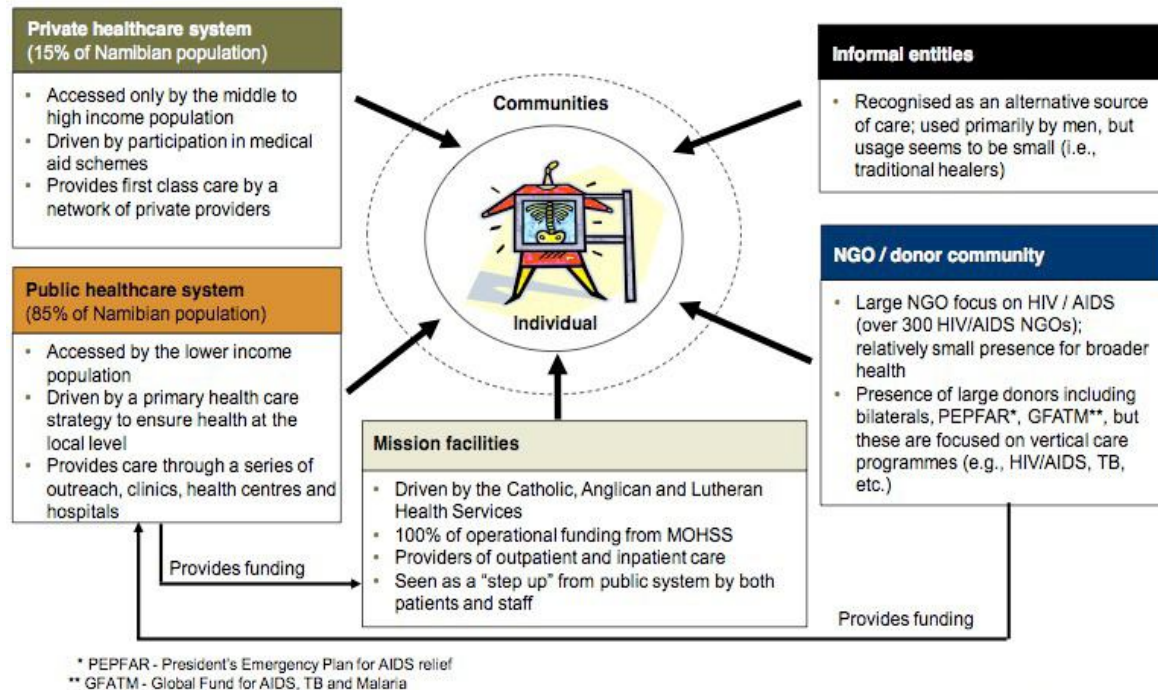 Private healthcare system
(15% of Namibian population)
• Accessed only by the middle to
high income population
• Driven by participation in medical
aid schemes
• Provides first class care by a
network of private providers
Public healthcare system
(85% of Namibian population)
• Accessed by the lower income
population
• Driven by a primary health care
strategy to ensure health at the
local level
• Provides care through a series of
outreach, clinics, health centres and
hospitals
Communities
Individual
Informal entities
• Recognised as an alternative source
of care; used primarily by men, but
usage seems to be small (i.e.,
traditional healers)
NGO / donor community
• Large NGO focus on HIV / AIDS
(over 300 HIV/AIDS NGOs);
relatively small presence for broader
health
• Presence of large donors including
bilaterals, PEPFAR*, GFATM**, but
these are focused on vertical care
programmes (e.g., HIV/AIDS, TB,
etc.)
Mission facilities
• Driven by the Catholic, Anglican and Lutheran
Health Services
• 100% of operational funding from MOHSS
• Providers of outpatient and inpatient care
• Seen as a “step up” from public system by both
patients and staff
Provides funding
Provides funding
* PEPFAR - President's Emergency Plan for AIDS relief
** GFATM - Global Fund for AIDS, TB and Malaria